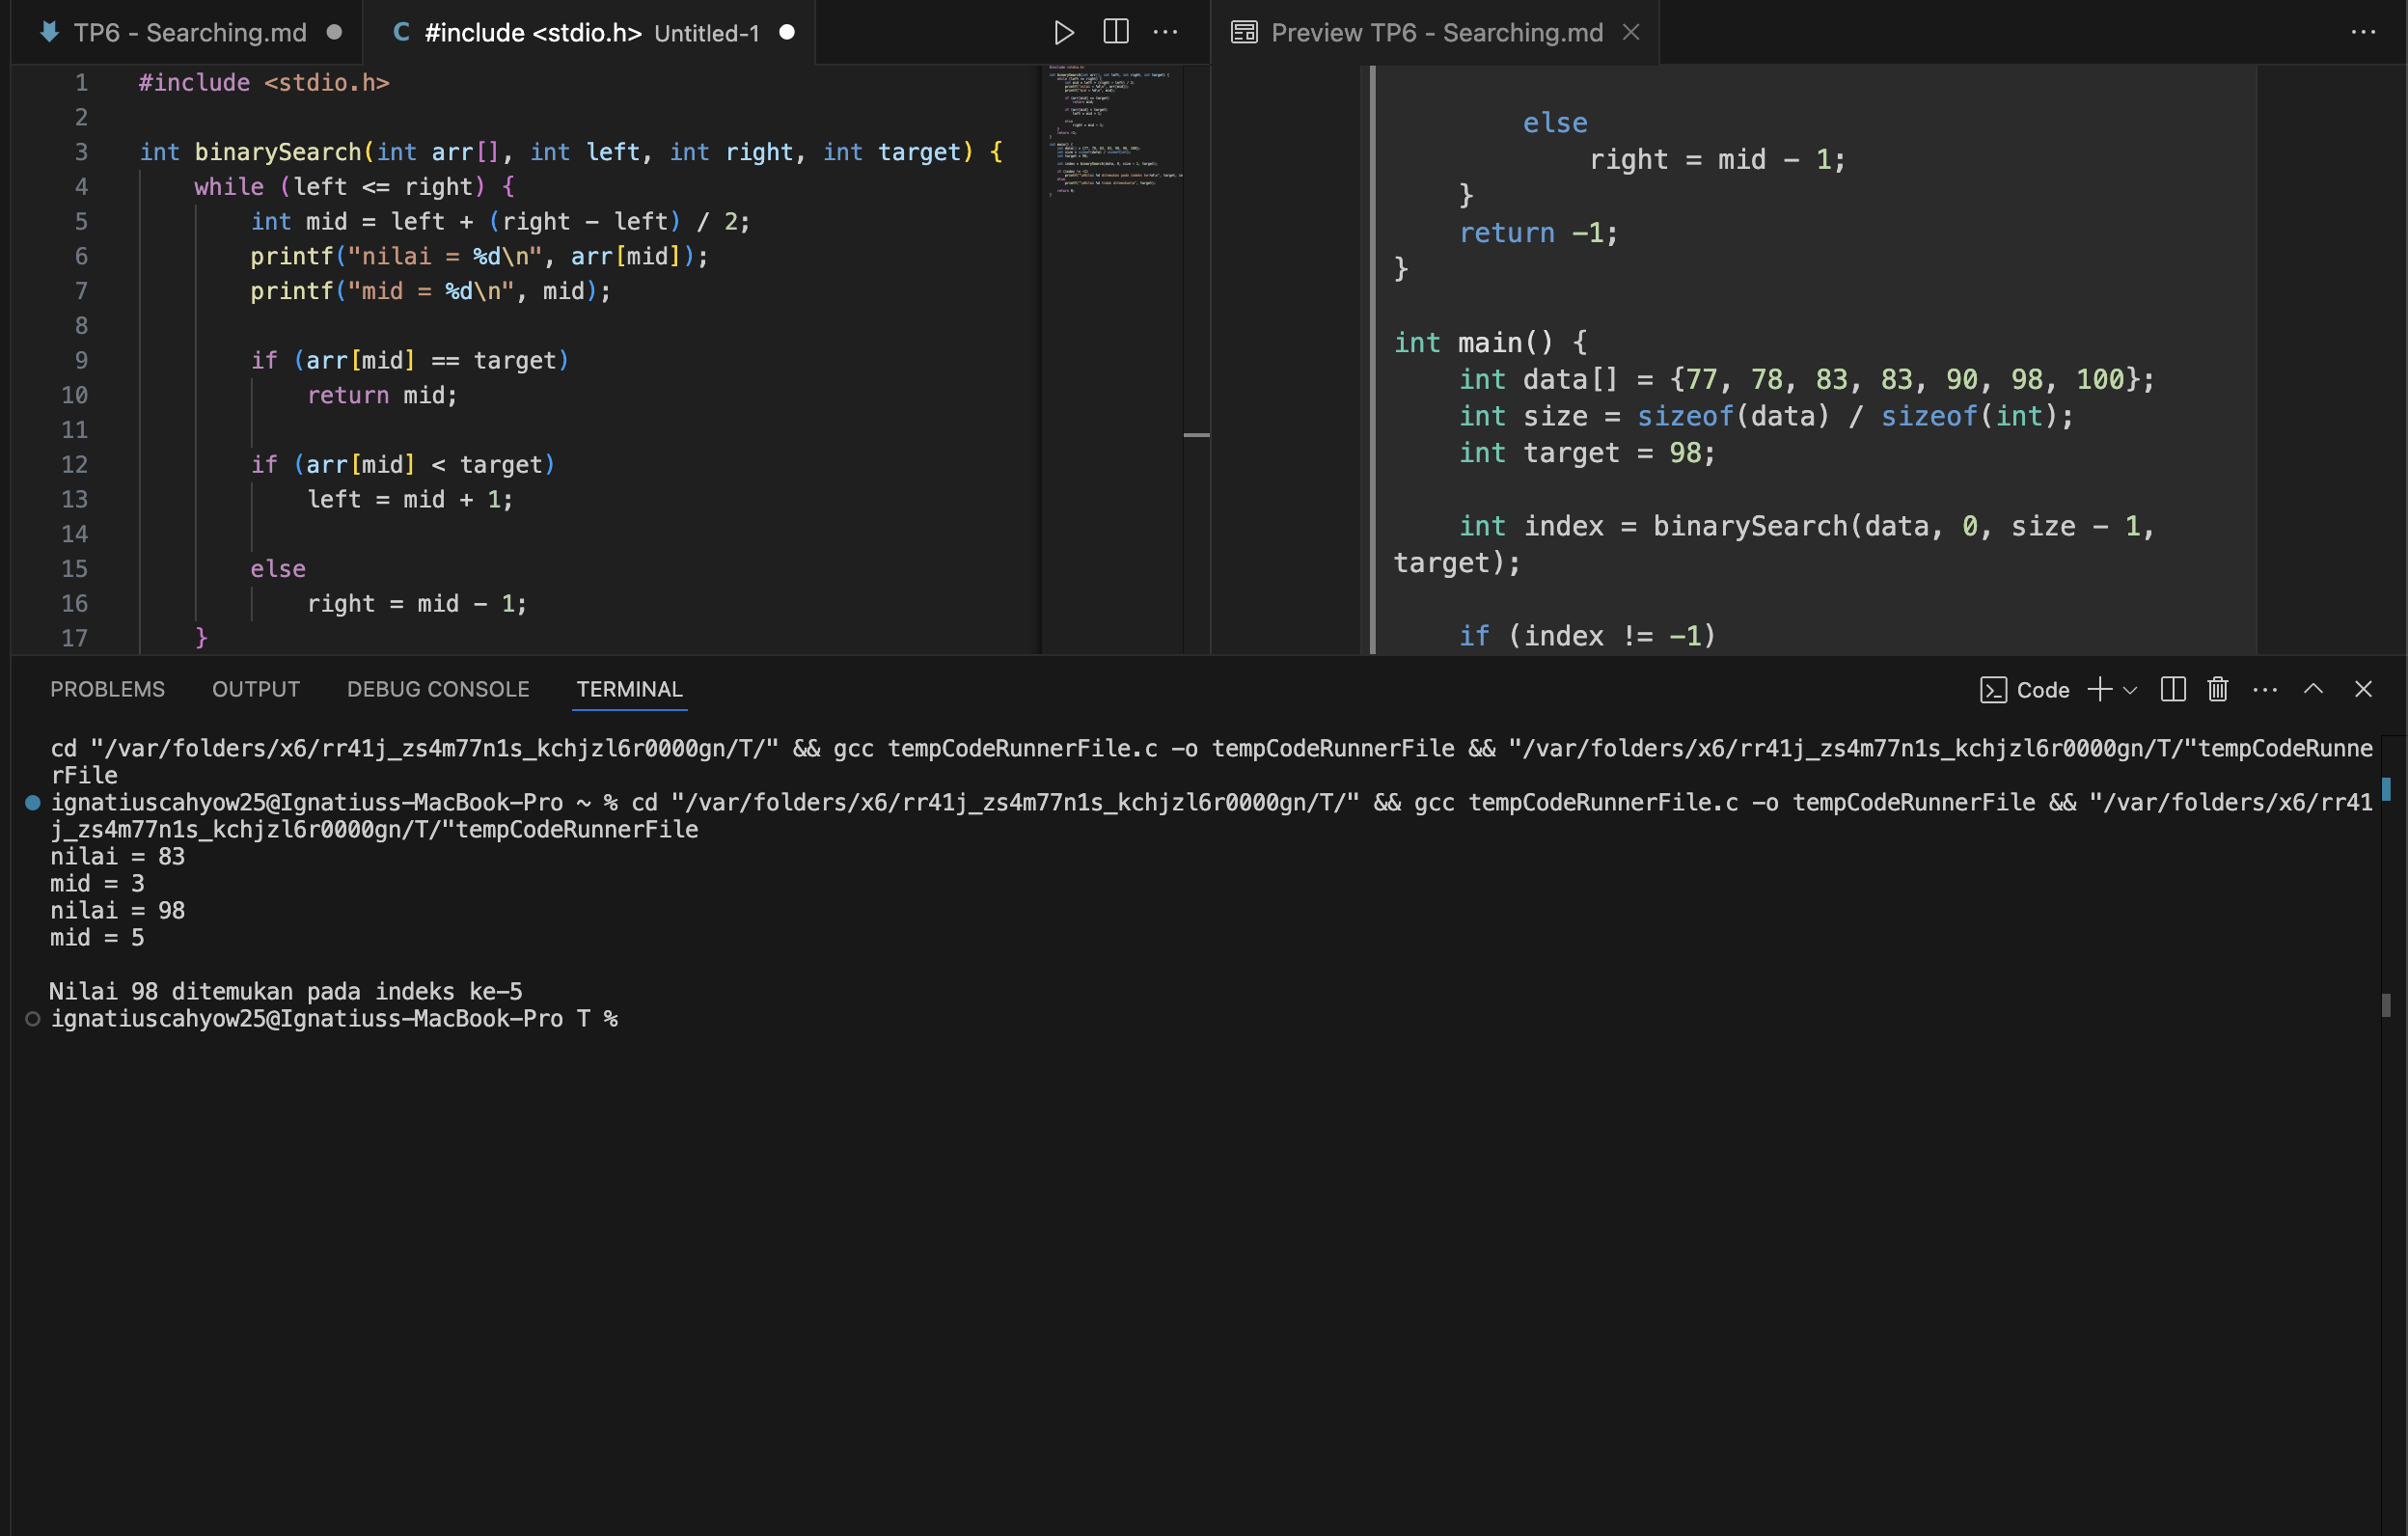 TP6 - Searching.md
#include <stdio.h> Untitled-1
Preview TP6 - Searching.md
1 #include <stdio.h>
2
3 int binarySearch(int arr[], int left, int right, int target) {
4 while (left <= right) {
5 int mid = left + (right - left) / 2;
6 printf("nilai = %d\n", arr[mid]);
7 printf("mid = %d\n", mid);
8
9 if (arr[mid] == target)
10 return mid;
11
12 if (arr[mid] < target)
13 left = mid + 1;
14
15 else
16 right = mid - 1;
17 }
else
right = mid - 1;
}
return -1;
}
int main() {
int data[] = {77, 78, 83, 83, 90, 98, 100};
int size = sizeof(data) / sizeof(int);
int target = 98;
int index = binarySearch(data, 0, size - 1,
target);
if (index != -1)
PROBLEMS OUTPUT DEBUG CONSOLE TERMINAL
Code
cd "/var/folders/x6/rr41j_zs4m77n1s_kchjzl6r0000gn/T/" && gcc tempCodeRunnerFile.c -o tempCodeRunnerFile && "/var/folders/x6/rr41j_zs4m77n1s_kchjzl6r0000gn/T/"tempCodeRunne
rFile
ignatiuscahyow25@Ignatiuss-MacBook-Pro ~ % cd "/var/folders/x6/rr41j_zs4m77n1s_kchjzl6r0000gn/T/" && gcc tempCodeRunnerFile.c -o tempCodeRunnerFile && "/var/folders/x6/rr41
j_zs4m77n1s_kchjzl6r0000gn/T/"tempCodeRunnerFile
nilai = 83
mid = 3
nilai = 98
mid = 5
Nilai 98 ditemukan pada indeks ke-5
ignatiuscahyow25@Ignatiuss-MacBook-Pro T %